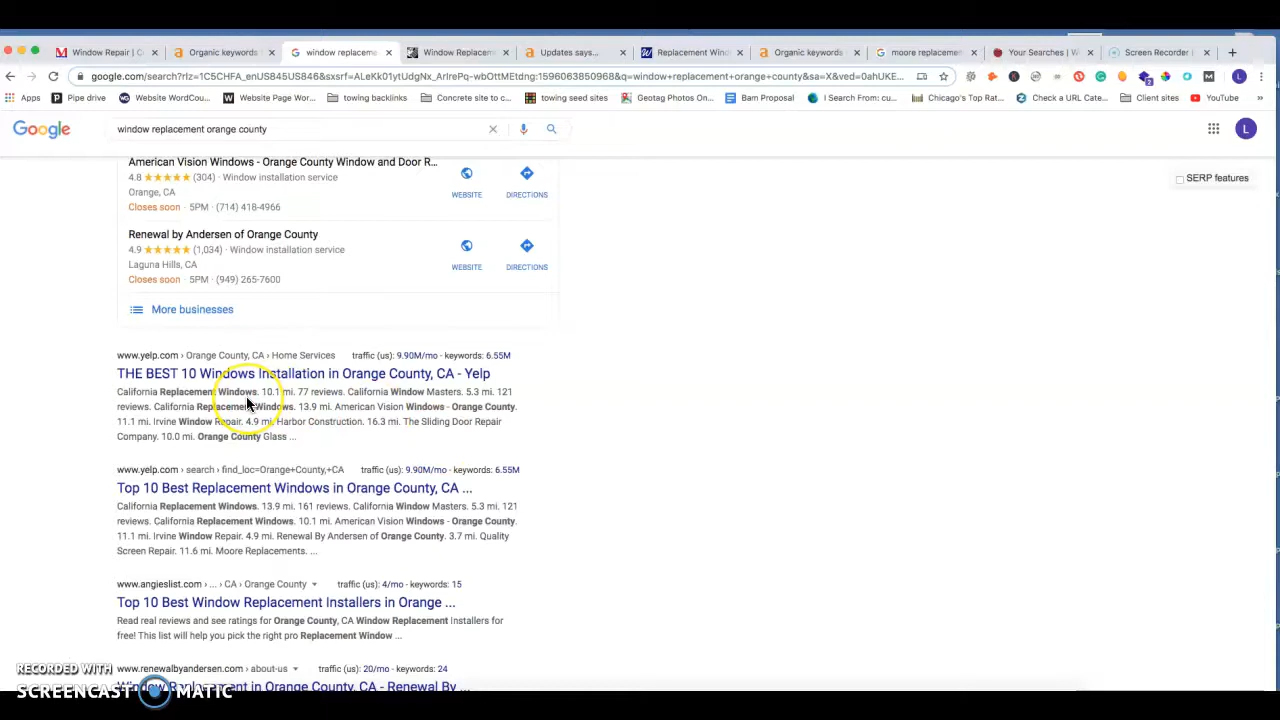 Window Repair | C
Organic keywords
window replaceme
Window Replacemen
Updates says...
Replacement Wind
Organic keywords
moore replacemen
Your Searches | W
Screen Recorder
google.com/search?rlz=1C5CHFA_enUS845US846&sxsrf=ALeKk01ytUdgNx_ArIrePq-wbOttMEtdng:1596063850968&q=window+replacement+orange+county&sa=X&ved=0ahUKE...
Apps
Pipe drive
Website WordCou...
Website Page Wor...
towing backlinks
Concrete site to c...
towing seed sites
Geotag Photos On...
Bam Proposal
I Search From: cu...
Chicago's Top Rat...
Check a URL Cate...
Client sites
YouTube
»
Google
window replacement orange county
L
SERP features
American Vision Windows - Orange County Window and Door R...
4.8 (304) · Window installation service
Orange, CA
Closes soon · 5PM · (714) 418-4966
WEBSITE
DIRECTIONS
Renewal by Andersen of Orange County
4.9 (1,034) · Window installation service
Laguna Hills, CA
Closes soon · 5PM · (949) 265-7600
WEBSITE
DIRECTIONS
More businesses
www.yelp.com › Orange County, CA › Home Services traffic (us): 9.90M/mo - keywords: 6.55M
THE BEST 10 Windows Installation in Orange County, CA - Yelp
California Replacement Windows. 10.1 mi. 77 reviews. California Window Masters. 5.3 mi. 121
reviews. California Replacement Windows. 13.9 mi. American Vision Windows - Orange County.
11.1 mi. Irvine Window Repair. 4.9 mi. Harbor Construction. 16.3 mi. The Sliding Door Repair
Company. 10.0 mi. Orange County Glass ...
www.yelp.com › search › find_loc=Orange+County,+CA traffic (us): 9.90M/mo - keywords: 6.55M
Top 10 Best Replacement Windows in Orange County, CA ...
California Replacement Windows. 13.9 mi. 161 reviews. California Window Masters. 5.3 mi. 121
reviews. California Replacement Windows. 10.1 mi. American Vision Windows - Orange County.
11.1 mi. Irvine Window Repair. 4.9 mi. Renewal By Andersen of Orange County. 3.7 mi. Quality
Screen Repair. 11.6 mi. Moore Replacements. ...
www.angieslist.com › ... › CA › Orange County traffic (us): 4/mo - keywords: 15
Top 10 Best Window Replacement Installers in Orange ...
Read real reviews and see ratings for Orange County, CA Window Replacement Installers for
free! This list will help you pick the right pro Replacement Window ...
www.renewalbyandersen.com › about-us traffic (us): 20/mo - keywords: 24
Window Replacement in Orange County, CA - Renewal By ...
RECORDED WITH
SCREENCAST MATIC